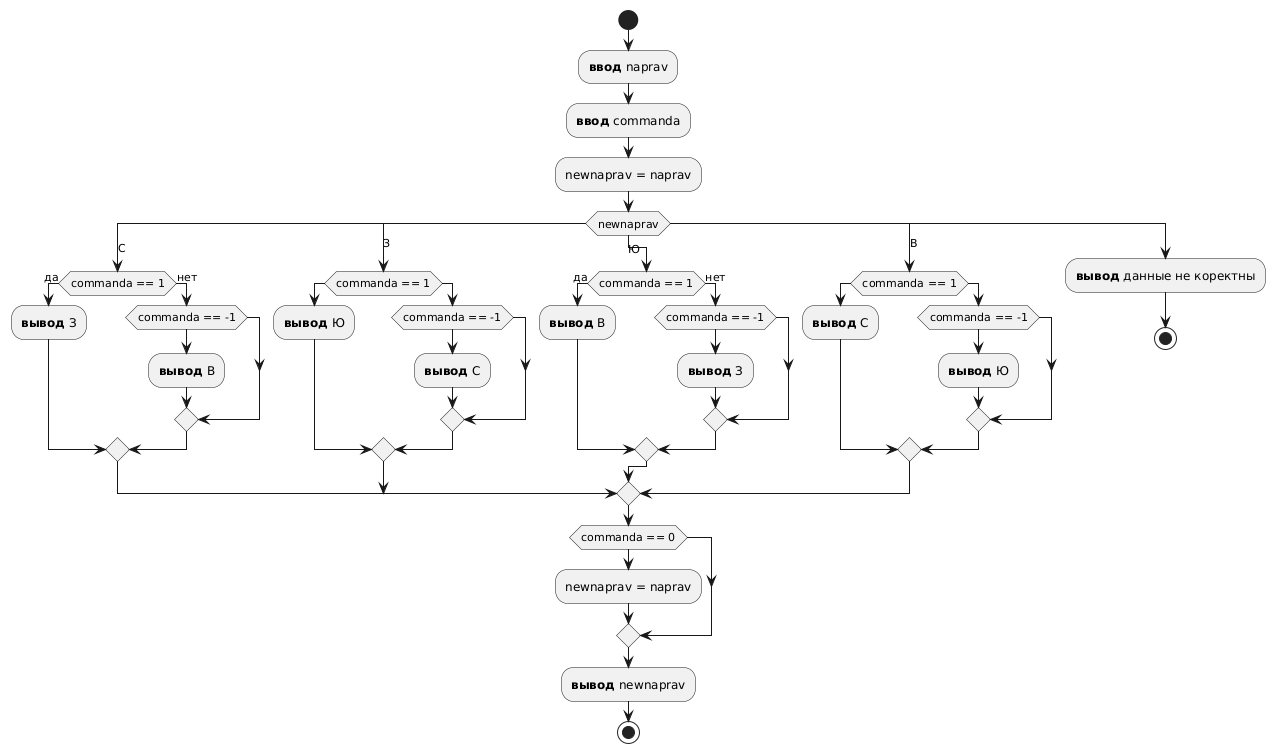 ввод naprav
ввод commanda
newnaprav = naprav
newnaprav
С
З
Ю
В
вывод данные не коректны
да
commanda == 1
нет
commanda == 1
да
commanda == 1
нет
commanda == 1
вывод З
commanda == -1
вывод Ю
commanda == -1
вывод В
commanda == -1
вывод С
commanda == -1
вывод В
вывод С
вывод З
вывод Ю
commanda == 0
newnaprav = naprav
вывод newnaprav